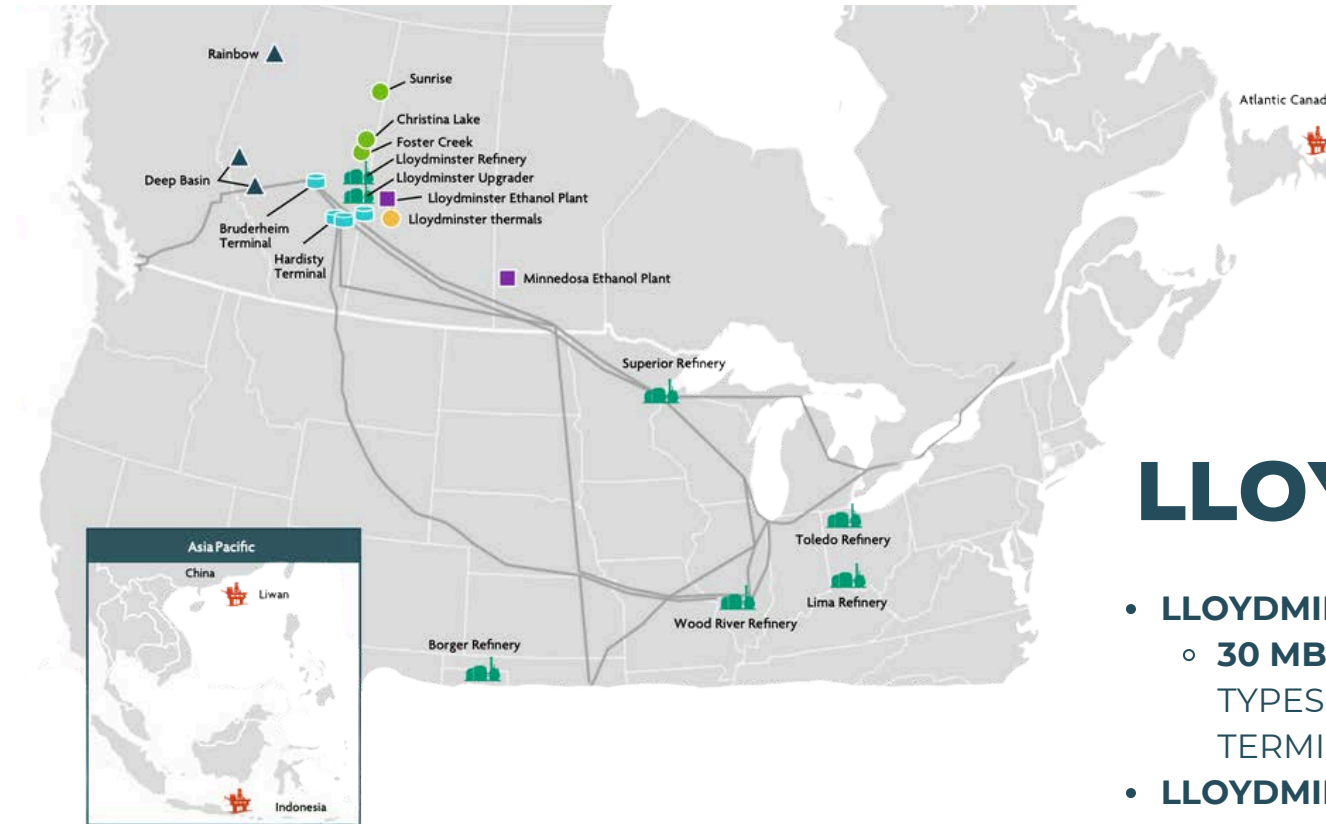 Rainbow
Sunrise
Atlantic Canad
Christina Lake
Foster Creek
Lloydminster Refinery
Deep Basin
Lloydminster Upgrader
Lloydminster Ethanol Plant
Lloydminster thermals
Bruderheim
Terminal
Hardisty
Terminal
Minnedosa Ethanol Plant
Superior Refinery
Toledo Refinery
Lima Refinery
Wood River Refinery
Borger Refinery
Asia Pacific
China
Liwan
Indonesia
LLOY
• LLOYDMI
30 MB
TYPES
TERMI
• LLOYDMI